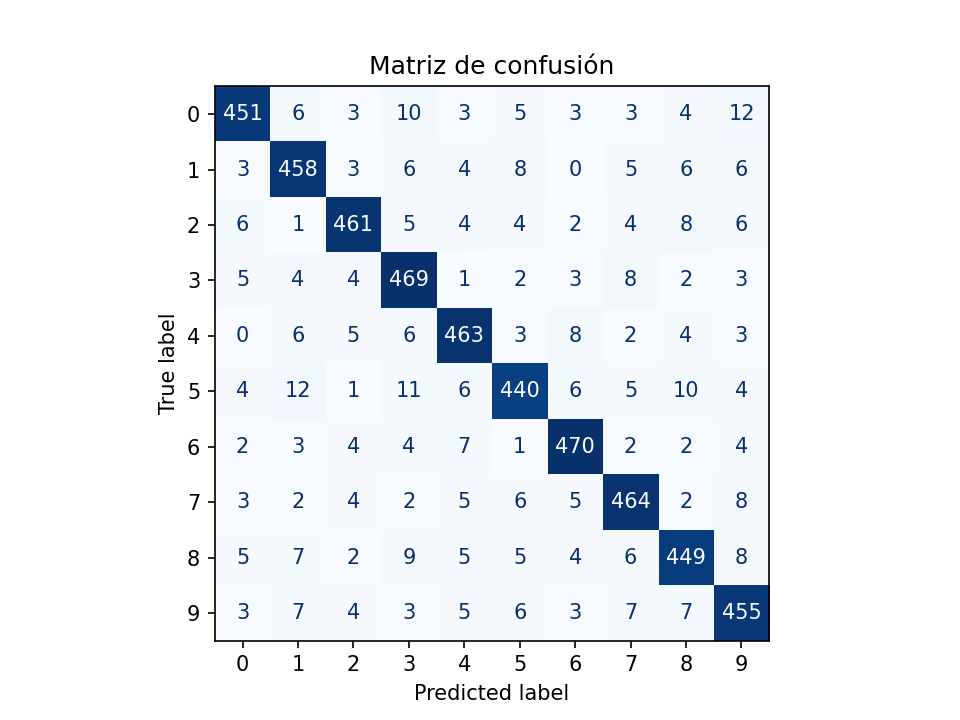 Matriz de confusión
0 451 6 3 10 3 5 3 3 4 12
1 3 458 3 6 4 8 0 5 6 6
2 6 1 461 5 4 4 2 4 8 6
3 5 4 4 469 1 2 3 8 2 3
4 0 6 5 6 463 3 8 2 4 3
5 4 12 1 11 6 440 6 5 10 4
6 2 3 4 4 7 1 470 2 2 4
7 3 2 4 2 5 6 5 464 2 8
8 5 7 2 9 5 5 4 6 449 8
9 3 7 4 3 5 6 3 7 7 455
True label
0 1 2 3 4 5 6 7 8 9
Predicted label